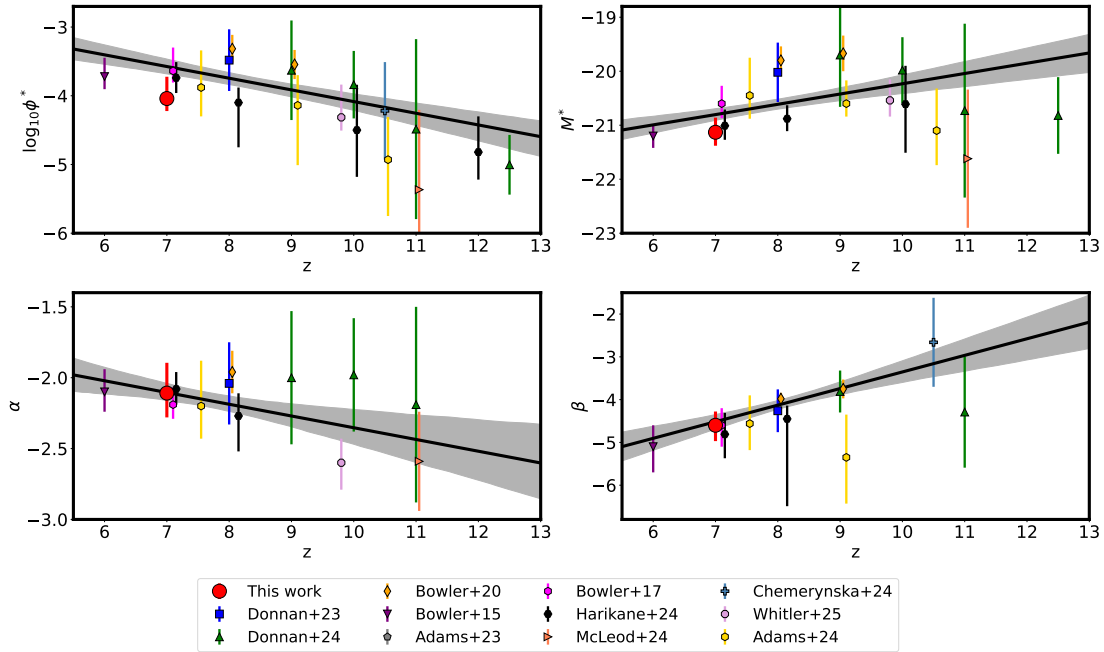 −3
−4
−5
−6
log₁₀ϕ*
6 7 8 9 10 11 12 13
z
−19
−20
−21
−22
−23
M*
6 7 8 9 10 11 12 13
z
−1.5
−2.0
−2.5
−3.0
α
6 7 8 9 10 11 12 13
z
−2
−3
−4
−5
−6
β
6 7 8 9 10 11 12 13
z
This work Bowler+20 Bowler+17 Chemerynska+24
Donnan+23 Bowler+15 Harikane+24 Whitler+25
Donnan+24 Adams+23 McLeod+24 Adams+24